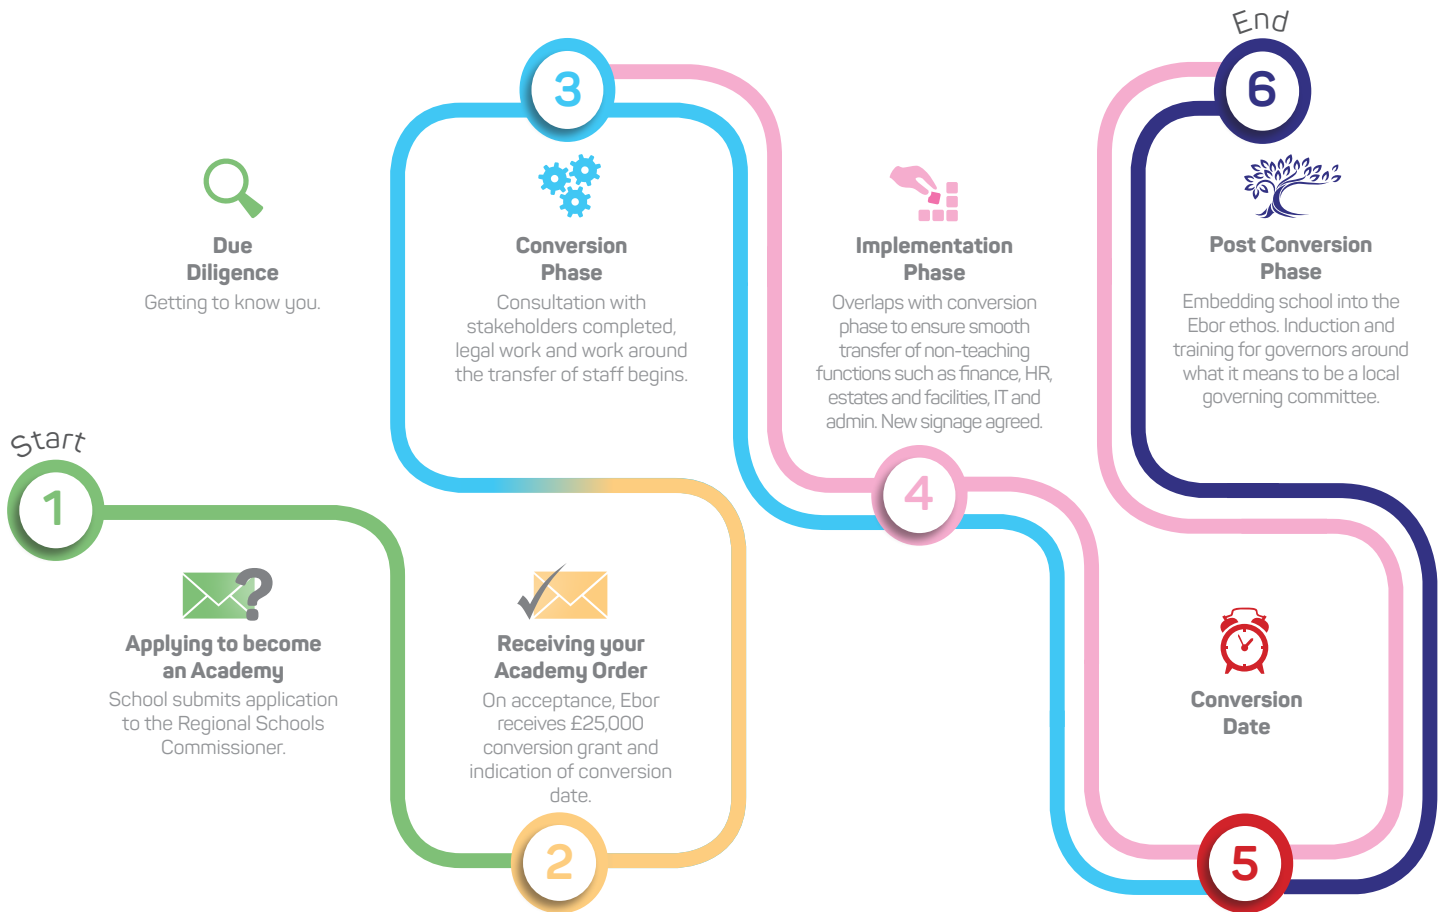 Start
1
Due
Diligence
Getting to know you.
?
Applying to become
an Academy
School submits application
to the Regional Schools
Commissioner.
Receiving your
Academy Order
On acceptance, Ebor
receives £25,000
conversion grant and
indication of conversion
date.
2
3
Conversion
Phase
Consultation with
stakeholders completed,
legal work and work around
the transfer of staff begins.
Implementation
Phase
Overlaps with conversion
phase to ensure smooth
transfer of non-teaching
functions such as finance, HR,
estates and facilities, IT and
admin. New signage agreed.
4
Conversion
Date
5
End
6
Post Conversion
Phase
Embedding school into the
Ebor ethos. Induction and
training for governors around
what it means to be a local
governing committee.